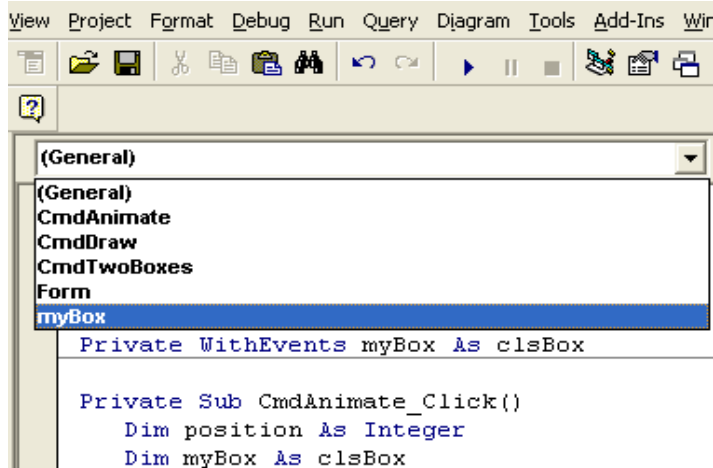 View Project Format Debug Run Query Diagram Tools Add-Ins Win
(General)
(General)
CmdAnimate
CmdDraw
CmdTwoBoxes
Form
myBox
Private WithEvents myBox As clsBox
Private Sub CmdAnimate_Click()
Dim position As Integer
Dim myBox As clsBox